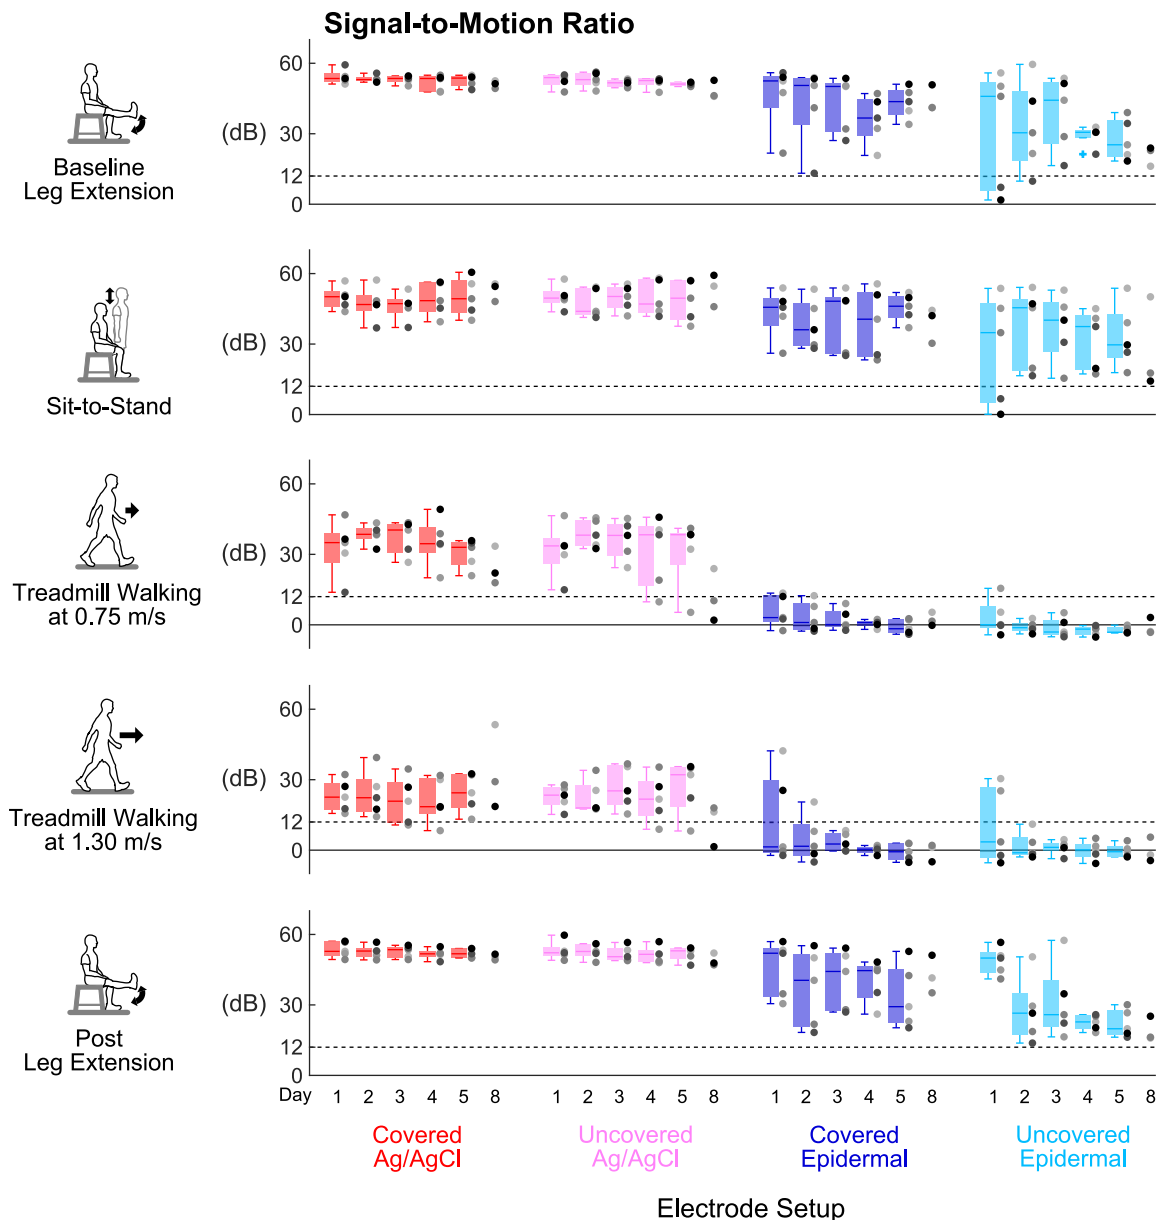 Signal-to-Motion Ratio
60
30
12
0
(dB)
Baseline
Leg Extension
60
30
12
0
(dB)
Sit-to-Stand
60
30
12
0
(dB)
Treadmill Walking
at 0.75 m/s
60
30
12
0
(dB)
Treadmill Walking
at 1.30 m/s
60
30
12
0
(dB)
Post
Leg Extension
Day 1 2 3 4 5 8 1 2 3 4 5 8 1 2 3 4 5 8 1 2 3 4 5 8
Covered Uncovered Covered Uncovered
Ag/AgCl Ag/AgCl Epidermal Epidermal
Electrode Setup